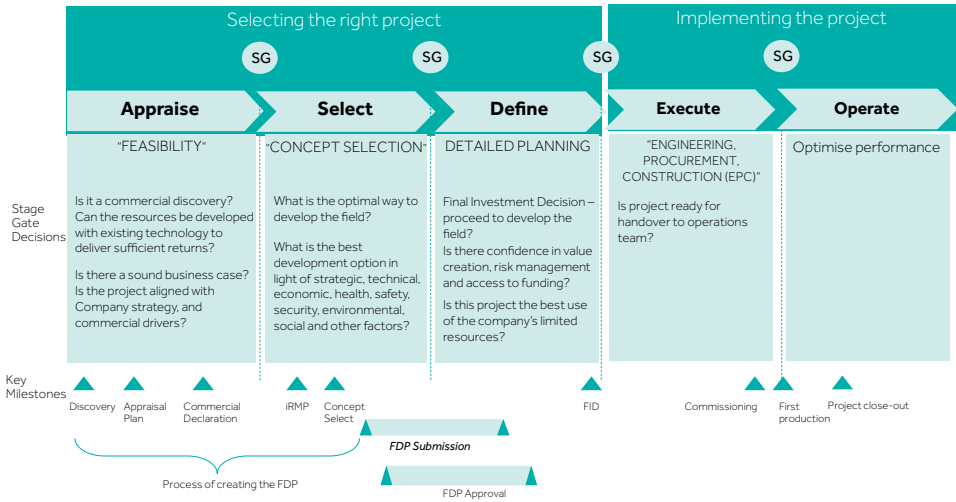 Selecting the right project
Implementing the project
SG
SG
SG
SG
Appraise
Select
Define
Execute
Operate
Stage
Gate
Decisions
"FEASIBILITY"
Is it a commercial discovery?
Can the resources be developed
with existing technology to
deliver sufficient returns?
Is there a sound business case?
Is the project aligned with
Company strategy, and
commercial drivers?
"CONCEPT SELECTION"
What is the optimal way to
develop the field?
What is the best
development option in
light of strategic, technical,
economic, health, safety,
security, environmental,
social and other factors?
DETAILED PLANNING
Final Investment Decision –
proceed to develop the
field?
Is there confidence in value
creation, risk management
and access to funding?
Is this project the best use
of the company's limited
resources?
"ENGINEERING,
PROCUREMENT,
CONSTRUCTION (EPC)"
Is project ready for
handover to operations
team?
Optimise performance
Key
Milestones
Discovery
Appraisal
Plan
Commercial
Declaration
iRMP
Concept
Select
FID
Commissioning
First
production
Project close-out
FDP Submission
Process of creating the FDP
FDP Approval